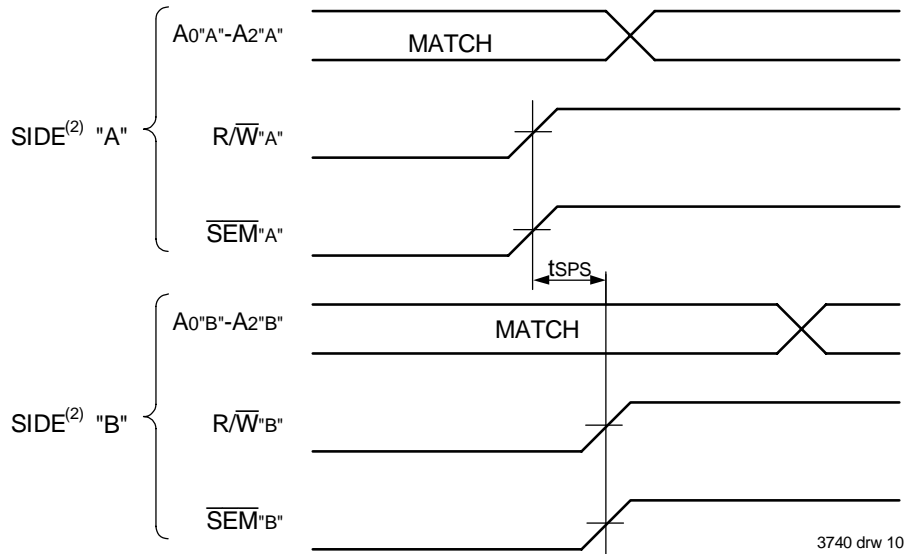 A0"A"-A2"A"
MATCH
SIDE(2) "A"
R/W"A"
SEM"A"
tSPS
A0"B"-A2"B"
MATCH
SIDE(2) "B"
R/W"B"
SEM"B"
3740 drw 10